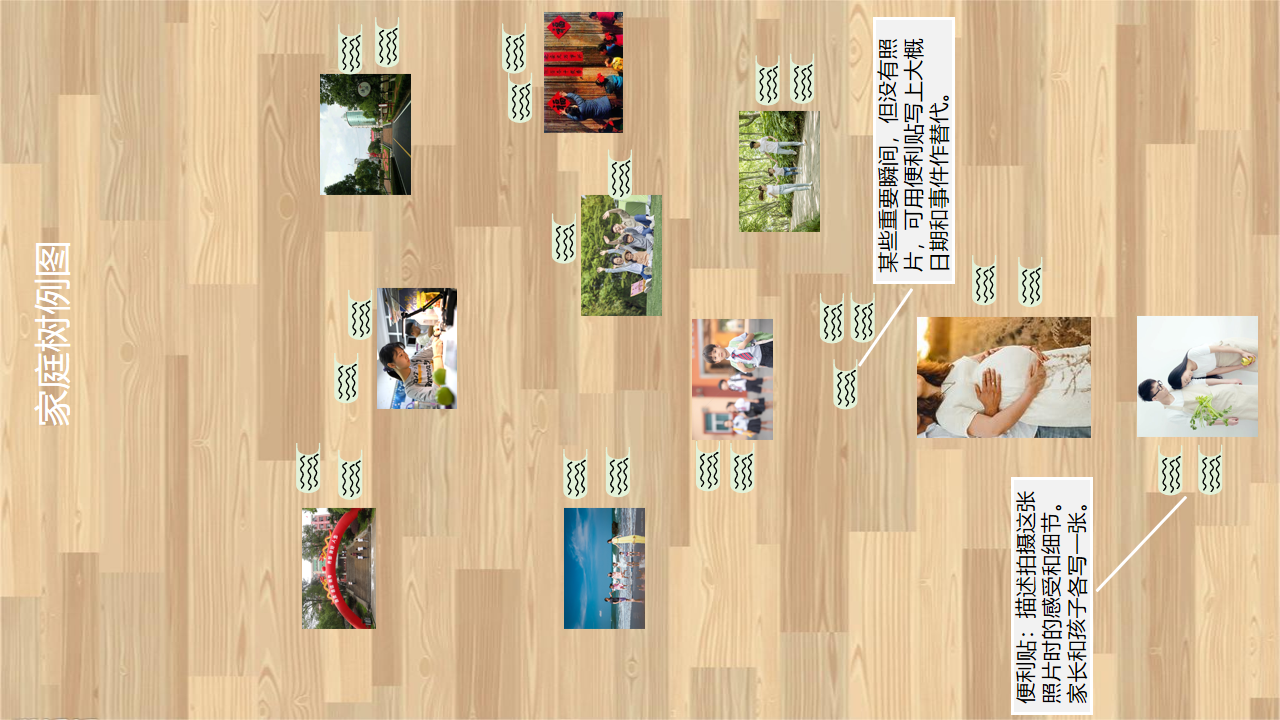 家庭树例图
某些重要瞬间，但没有照
片，可用便利贴写上大概
日期和事件作替代。
便利贴：描述拍摄这张
照片时的感受和细节。
家长和孩子各写一张。